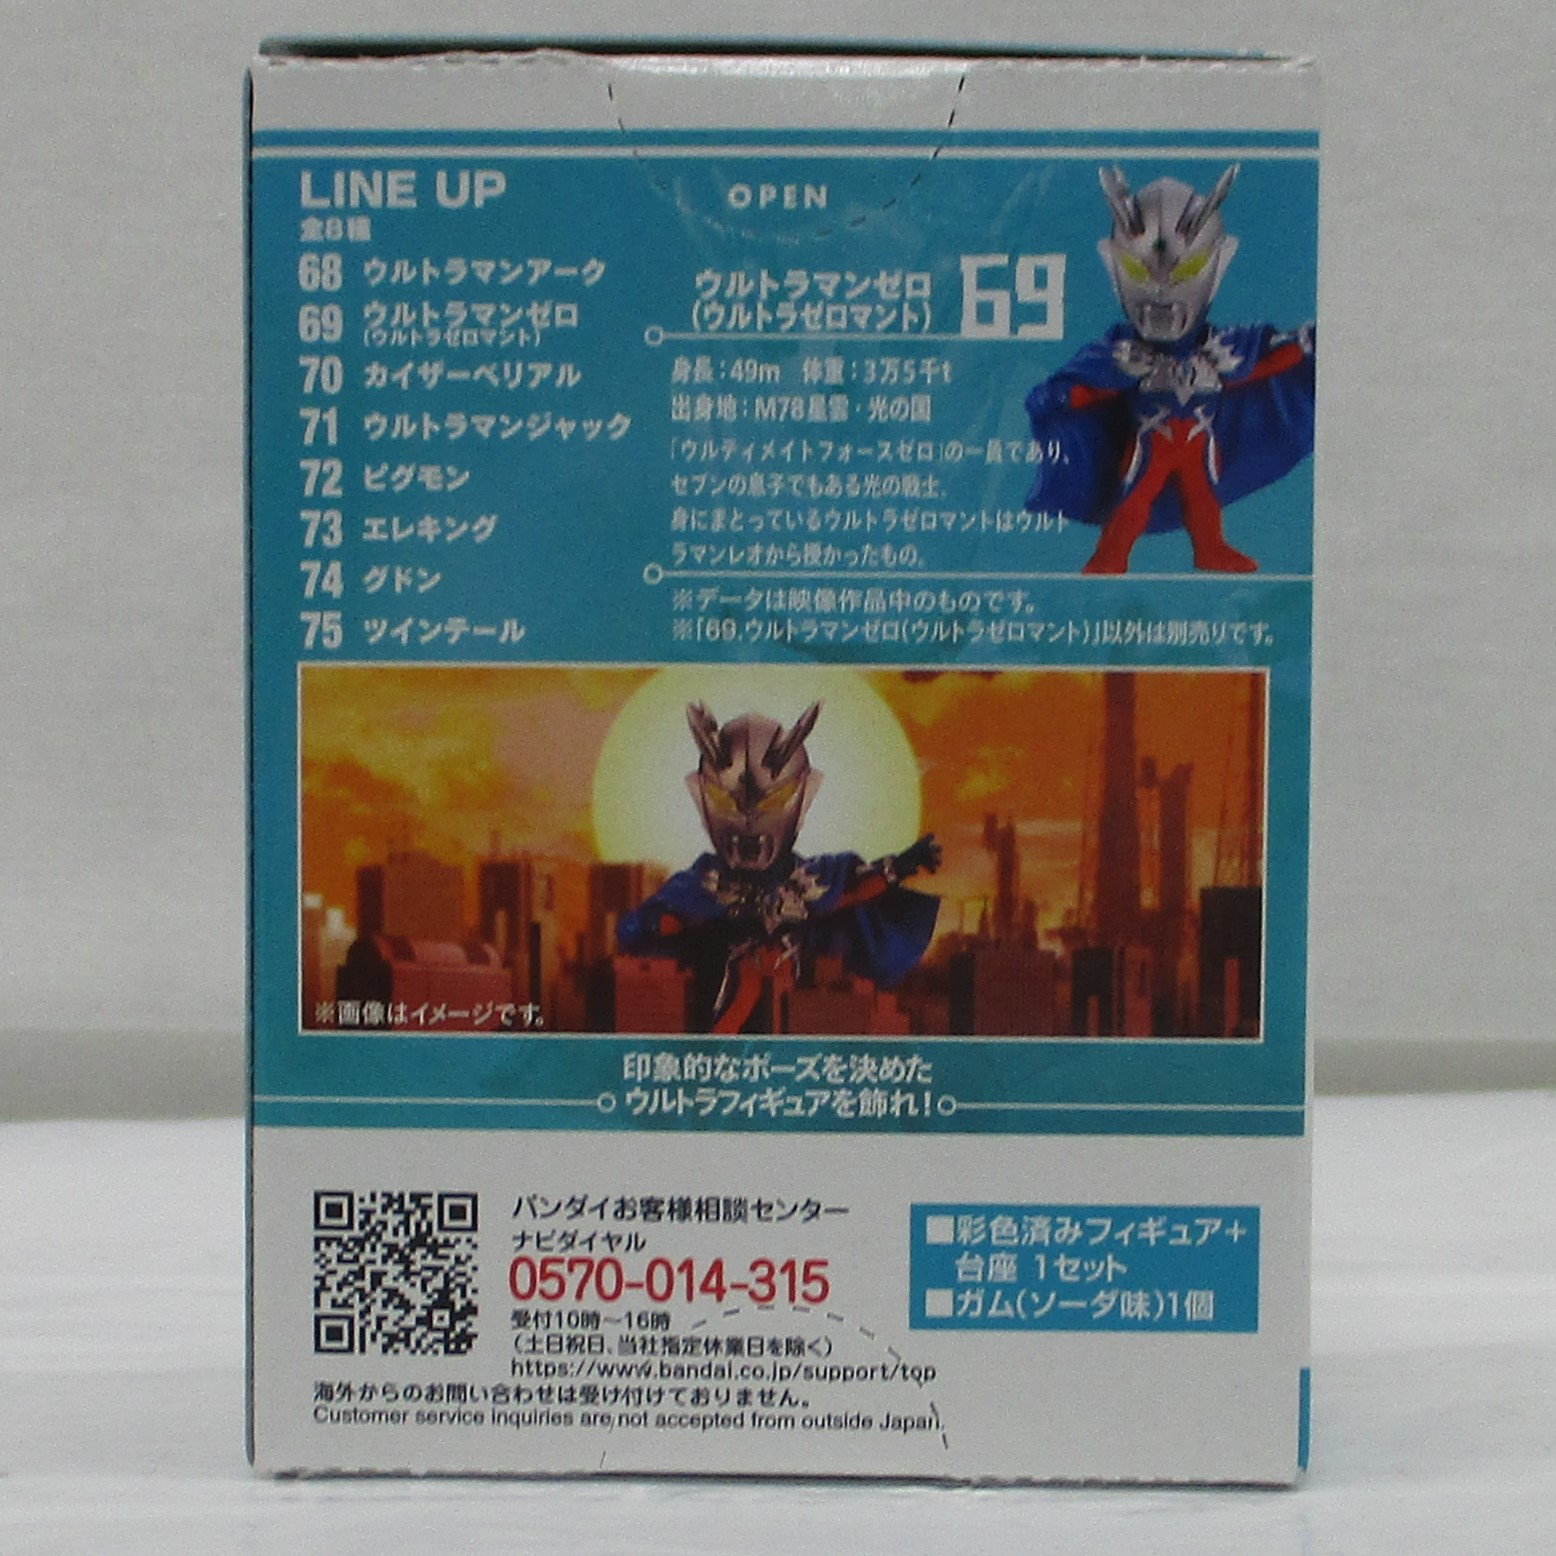 LINE UP
全8種
68 ウルトラマンアーク
69 ウルトラマンゼロ
(ウルトラゼロマント)
70 カイザーベリアル
71 ウルトラマンジャック
72 ピグモン
73 エレキング
74 グドン
75 ツインテール
OPEN
ウルトラマンゼロ
(ウルトラゼロマント)
69
身長:49m 体重:3万5千t
出身地:M78星雲・光の国
「ウルティメイトフォースゼロ」の一員であり、
セブンの息子でもある光の戦士。
身にまとっているウルトラゼロマントはウルト
ラマンレオから授かったもの。
※データは映像作品中のものです。
※「69.ウルトラマンゼロ(ウルトラゼロマント)」以外は別売りです。
※画像はイメージです。
印象的なポーズを決めた
ウルトラフィギュアを飾れ!
バンダイお客様相談センター
ナビダイヤル
0570-014-315
受付10時〜16時
(土日祝日、当社指定休業日を除く)
https://www.bandai.co.jp/support/top
海外からのお問い合わせは受け付けておりません。
Customer service inquiries are not accepted from outside Japan.
■彩色済みフィギュア+
台座 1セット
■ガム(ソーダ味)1個